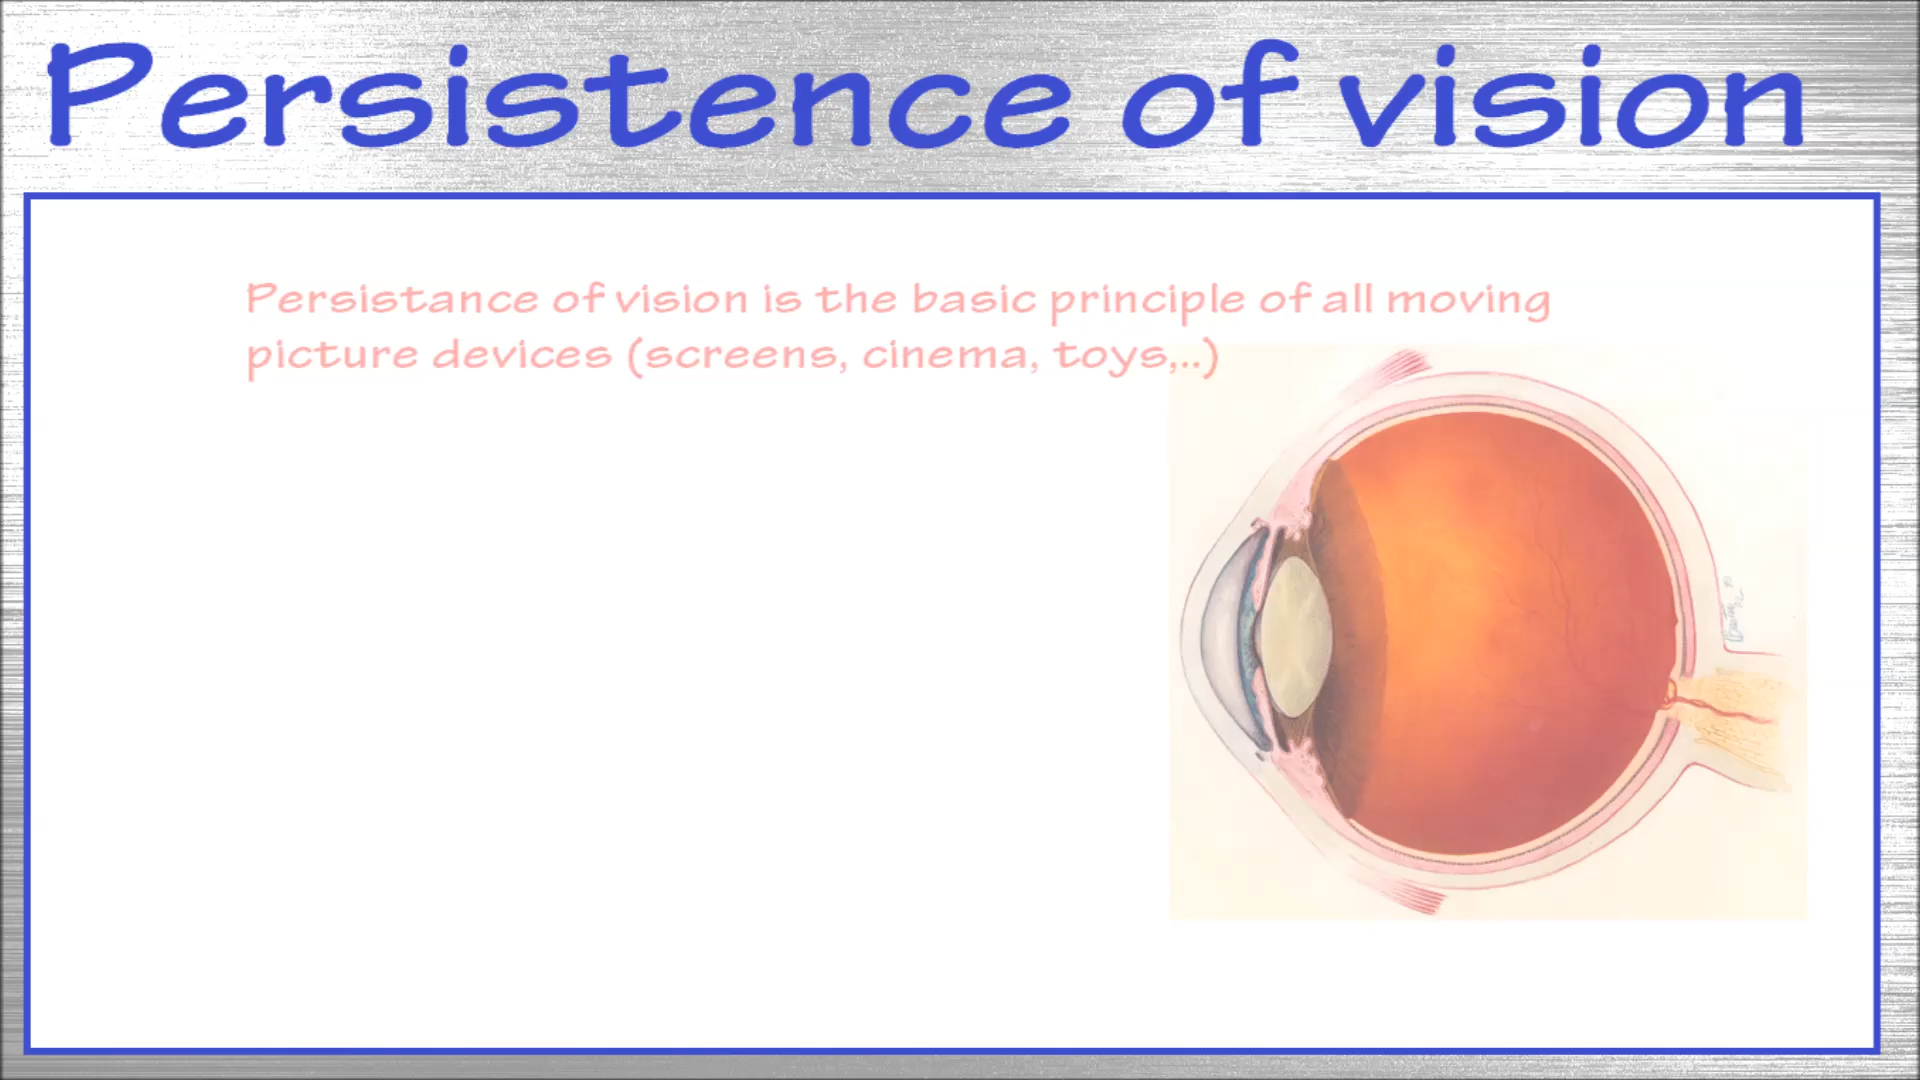 Persistence of vision
Persistance of vision is the basic principle of all moving
picture devices (screens, cinema, toys,..)